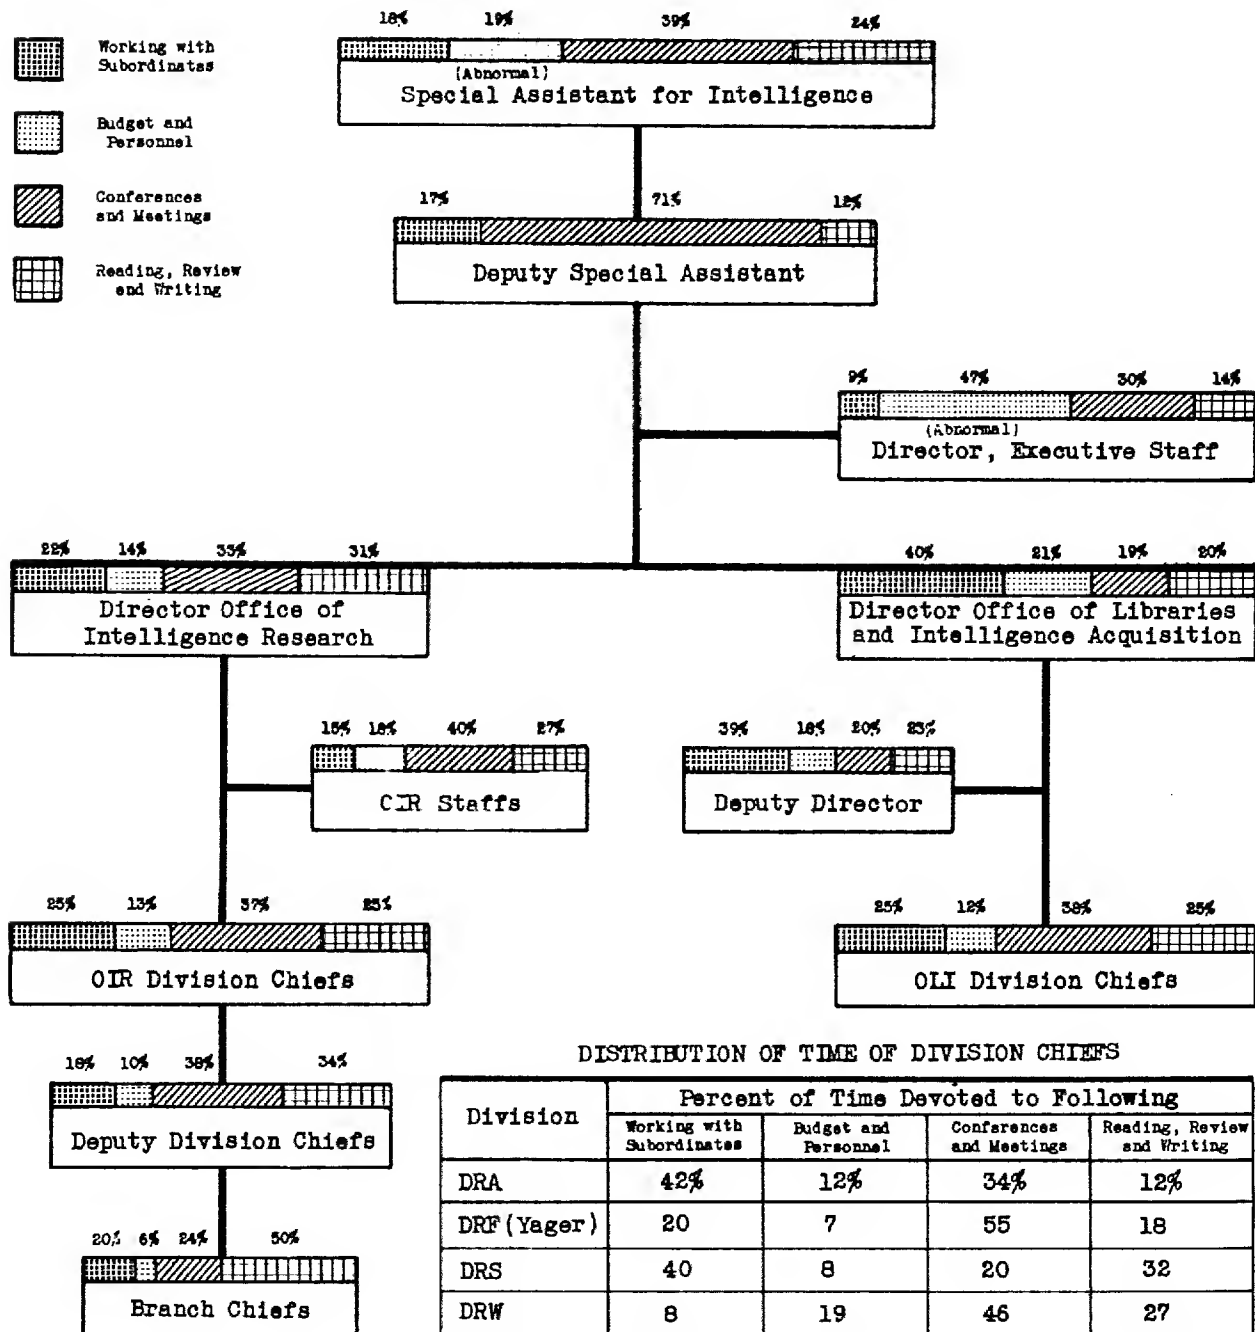 Working with
Subordinates
Budget and
Personnel
Conferences
and Meetings
Reading, Review
and Writing
18% 19% 39% 24%
(Abnormal)
Special Assistant for Intelligence
17% 71% 12%
Deputy Special Assistant
9% 47% 30% 14%
(Abnormal)
Director, Executive Staff
22% 14% 33% 31%
Director Office of
Intelligence Research
40% 21% 19% 20%
Director Office of Libraries
and Intelligence Acquisition
15% 18% 40% 27%
CIR Staffs
39% 18% 20% 23%
Deputy Director
25% 13% 37% 25%
OIR Division Chiefs
25% 12% 38% 25%
OLI Division Chiefs
18% 10% 38% 34%
Deputy Division Chiefs
20% 6% 24% 50%
Branch Chiefs
DISTRIBUTION OF TIME OF DIVISION CHIEFS
Division Percent of Time Devoted to Following
Working with Subordinates Budget and Personnel Conferences and Meetings Reading, Review and Writing
DRA 42% 12% 34% 12%
DRF (Yager) 20 7 55 18
DRS 40 8 20 32
DRW 8 19 46 27